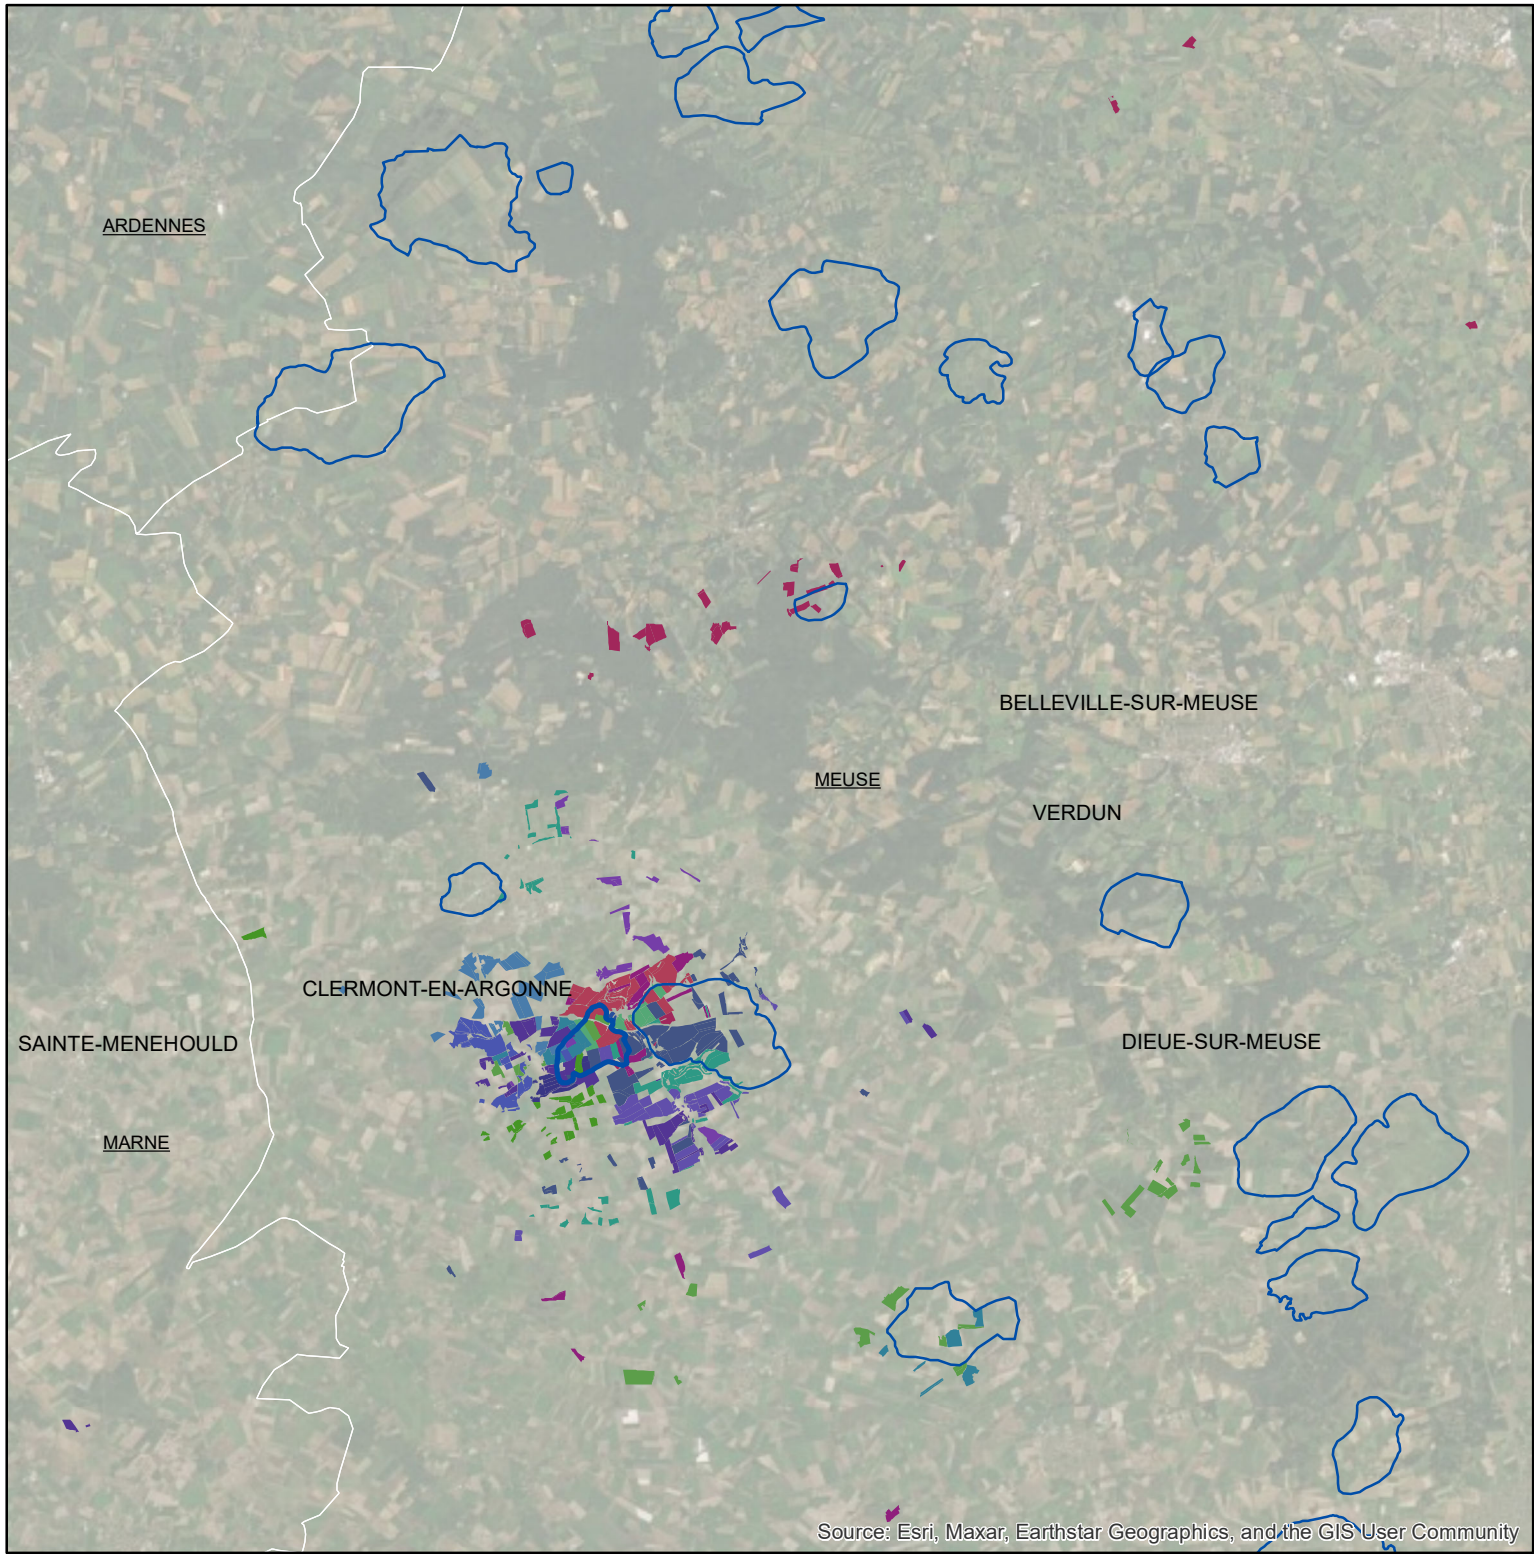 ARDENNES
BELLEVILLE-SUR-MEUSE
MEUSE
VERDUN
CLERMONT-EN-ARGONNE
SAINTE-MENEHOULD
DIEUE-SUR-MEUSE
MARNE
Source: Esri, Maxar, Earthstar Geographics, and the GIS User Community